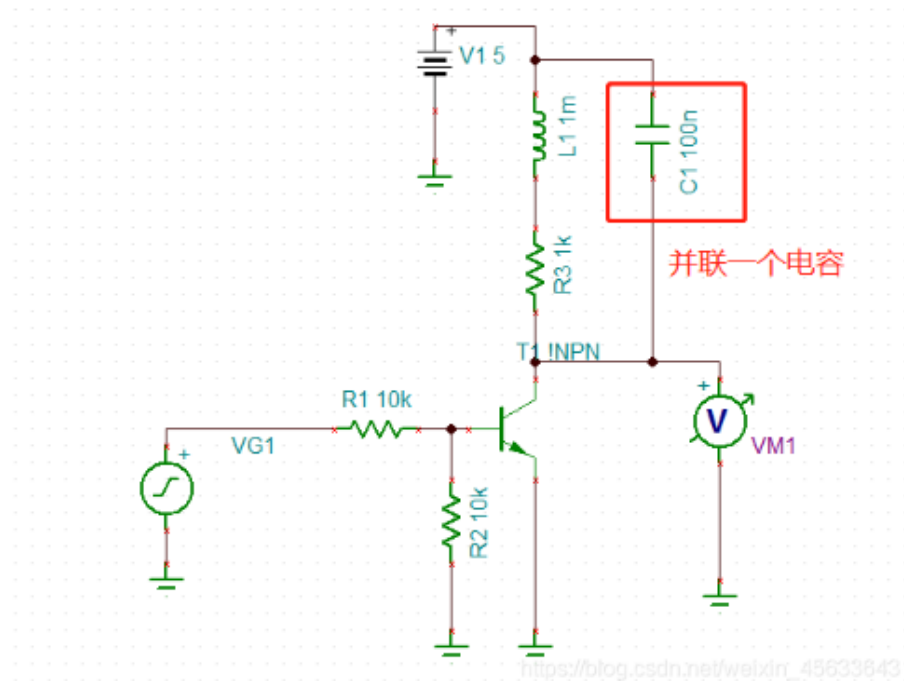 +
V1 5
L1 1m
C1 100n
R3 1k
并联一个电容
T1 !NPN
R1 10k
+
V
VG1
VM1
+
R2 10k
https://blog.csdn.net/weixin_45633643